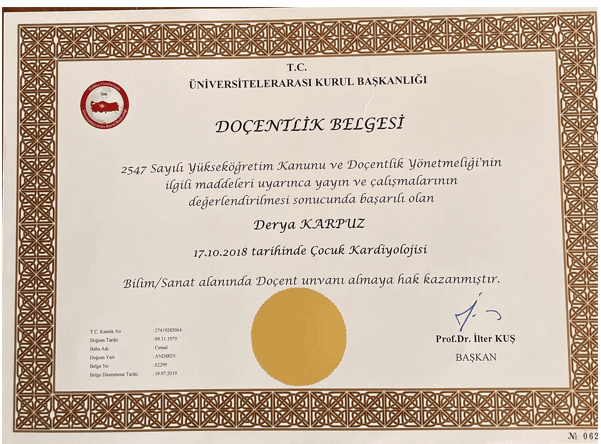 T.C.
ÜNİVERSİTELERARASI KURUL BAŞKANLIĞI
DOÇENTLİK BELGESİ
2547 Sayılı Yükseköğretim Kanunu ve Doçentlik Yönetmeliği'nin
ilgili maddeleri uyarınca yayın ve çalışmalarının
değerlendirilmesi sonucunda başarılı olan
Derya KARPUZ
17.10.2018 tarihinde Çocuk Kardiyolojisi
Bilim/Sanat alanında Doçent unvanı almaya hak kazanmıştır.
T.C. Kimlik No : 27419285064
Doğum Tarihi : 09.11.1979
Baba Adı : Cemal
Doğum Yeri : ANDIRIN
Belge No : 62290
Belge Düzenleme Tarihi : 10.07.2019
Prof.Dr. İlter KUŞ
BAŞKAN
№ 062